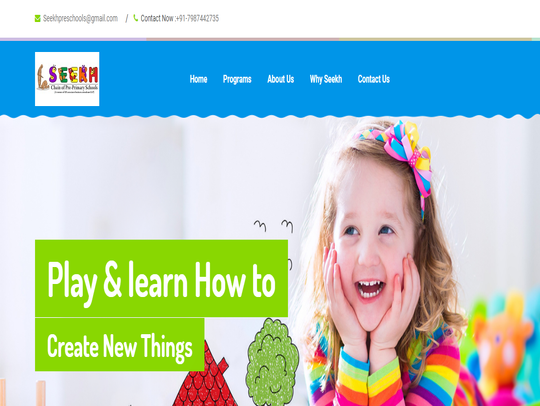 Seekhpreschools@gmail.com / Contact Now :+91-7987442735
SEEKH
Chain of Pre-Primary Schools
Home Programs About Us Why Seekh Contact Us
Play & learn How to
Create New Things